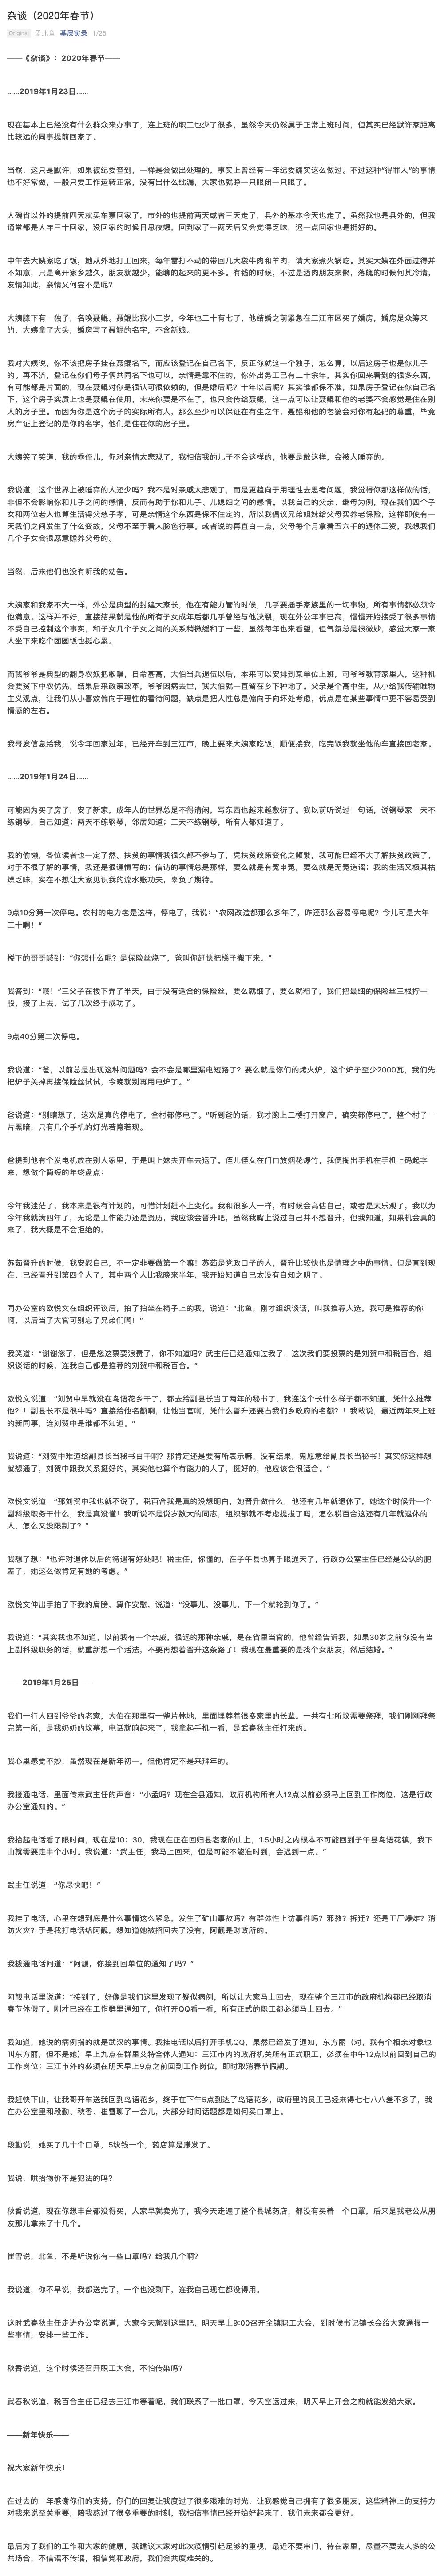 杂谈（2020年春节）
Original 孟北鱼 基层实录 1/25
——《杂谈》：2020年春节——
……2019年1月23日……
现在基本上已经没有什么群众来办事了，连上班的职工也少了很多，虽然今天仍然属于正常上班时间，但其实已经默许家距离
比较远的同事提前回家了。
当然，这只是默许，如果被纪委查到，一样是会做出处理的，事实上曾经有一年纪委确实这么做过。不过这种“得罪人”的事情
也不好常做，一般只要工作运转正常，没有出什么纰漏，大家也就睁一只眼闭一只眼了。
大碗省以外的提前四天就买车票回家了，市外的也提前两天或者三天走了，县外的基本今天也走了。虽然我也是县外的，但我
通常都是大年三十回家，没回家的时候日思夜想，回到家了一两天后又会觉得乏味，迟一点回家也是挺好的。
中午去大姨家吃了饭，她从外地打工回来，每年雷打不动的带回几大袋牛肉和羊肉，请大家煮火锅吃。其实大姨在外面过得并
不如意，只是离开家乡越久，朋友就越少，能聊的起来的更不多。有钱的时候，不过是酒肉朋友来聚，落魄的时候何其冷清，
友情如此，亲情又何尝不是呢？
大姨膝下有一独子，名唤聂鲲。聂鲲比我小三岁，今年也二十有七了，他结婚之前紧急在三江市区买了婚房，婚房是众筹来
的，大姨拿了大头，婚房写了聂鲲的名字，不含新娘。
我对大姨说，你不该把房子挂在聂鲲名下，而应该登记在自己名下，反正你就这一个独子，怎么算，以后这房子也是你儿子
的。再不济，登记在你们母子俩共同名下也可以，亲情是靠不住的，你外出务工已有二十余年，其实你回来看到的很多东西，
有可能都是片面的，现在聂鲲对你是很认可很依赖的，但是婚后呢？十年以后呢？其实谁都保不准，如果房子登记在你自己名
下，这个房子实质上也是聂鲲在使用，未来你要是不在了，也只会传给聂鲲，这一点可以让聂鲲和他的老婆不会感觉是住在别
人的房子里。而因为你是这个房子的实际所有人，那么至少可以保证在有生之年，聂鲲和他的老婆会对你有起码的尊重，毕竟
房产证上登记的是你的名字，他们是住在你的房子里。
大姨笑了笑道，我的乖侄儿，你对亲情太悲观了，我相信我的儿子不会这样的，他要是敢这样，会被人唾弃的。
我说道，这个世界上被唾弃的人还少吗？我不是对亲戚太悲观了，而是更趋向于用理性去思考问题，我觉得你那这样做的话，
非但不会影响你和儿子之间的感情，反而有助于你和儿子、儿媳妇之间的感情。以我自己的父亲、继母为例，现在我们四个子
女和两位老人也算生活得父慈子孝，可是亲情这个东西是保不住定的，所以我倡议兄弟姐妹给父母买养老保险，这样即使有一
天我们之间发生了什么变故，父母不至于看人脸色行事。或者说的再直白一点，父母每个月拿着五六千的退休工资，我想我们
几个子女会很愿意赡养父母的。
当然，后来他们也没有听我的劝告。
大姨家和我家不大一样，外公是典型的封建大家长，他在有能力管的时候，几乎要插手家族里的一切事物，所有事情都必须令
他满意。这样并不好，直接结果就是他的所有子女成年后都几乎曾经与他决裂，现在外公年事已高，慢慢开始接受了很多事情
不受自己控制这个事实，和子女几个子女之间的关系稍微缓和了一些，虽然每年也来看望，但气氛总是很微妙，感觉大家一家
人坐下来吃个团圆饭也挺心累。
而我爷爷是典型的翻身农奴把歌唱，自命甚高，大伯当兵退伍以后，本来可以安排到某单位上班，可爷爷教育家里人，这种机
会要贫下中农优先，结果后来政策改革，爷爷因病去世，我大伯就一直留在乡下种地了。父亲是个高中生，从小给我传输唯物
主义观点，让我们从小喜欢偏向于理性的看待问题，缺点是把人性总是偏向于向坏处考虑，优点是在某些事情中更不容易受到
情感的左右。
我哥发信息给我，说今年回家过年，已经开车到三江市，晚上要来大姨家吃饭，顺便接我，吃完饭我就坐他的车直接回老家。
……2019年1月24日……
可能因为买了房子，安了新家，成年人的世界总是不得清闲，写东西也越来越敷衍了。我以前听说过一句话，说钢琴家一天不
练钢琴，自己知道；两天不练钢琴，邻居知道；三天不练钢琴，所有人都知道了。
我的偷懒，各位读者也一定了然。扶贫的事情我很久都不参与了，凭扶贫政策变化之频繁，我可能已经不大了解扶贫政策了，
对于不很了解的事情，我还是很谨慎写的；信访的事情总是那样，要么就是有冤申冤，要么就是无冤造谣；我的生活又极其枯
燥乏味，实在不想让大家见识我的流水账功夫，辜负了期待。
9点10分第一次停电。农村的电力老是这样，停电了，我说：“农网改造都那么多年了，咋还那么容易停电呢？今儿可是大年
三十啊！”
楼下的哥哥喊到：“你想什么呢？是保险丝烧了，爸叫你赶快把梯子搬下来。”
我答到：“哦！”三父子在楼下弄了半天，由于没有适合的保险丝，要么就细了，要么就粗了，我们把最细的保险丝三根拧一
股，接了上去，试了几次终于成功了。
9点40分第二次停电。
我说道：“爸，以前总是出现这种问题吗？会不会是哪里漏电短路了？要么就是你们的烤火炉，这个炉子至少2000瓦，我们先
把炉子关掉再接保险丝试试，今晚就别再用电炉了。”
爸说道：“别瞎想了，这次是真的停电了，全村都停电了。”听到爸的话，我才跑上二楼打开窗户，确实都停电了，整个村子一
片黑暗，只有几个手机的灯光若隐若现。
爸提到他有个发电机放在别人家里，于是叫上妹夫开车去运了。侄儿侄女在门口放烟花爆竹，我便掏出手机在手机上码起字
来，想做个简短的年终盘点：
今年我迷茫了，我本来是很有计划的，可惜计划赶不上变化。我和很多人一样，有时候会高估自己，或者是太乐观了，我以为
今年我就满四年了，无论是工作能力还是资历，我应该会晋升吧，虽然我嘴上说过自己并不想晋升，但我知道，如果机会真的
来了，我大概是不会拒绝的。
苏茹晋升的时候，我安慰自己，不一定非要做第一个嘛！苏茹是党政口子的人，晋升比较快也是情理之中的事情。但是直到现
在，已经晋升到第四个人了，其中两个人比我晚来半年，我开始知道自己太没有自知之明了。
同办公室的欧悦文在组织评议后，拍了拍坐在椅子上的我，说道：“北鱼，刚才组织谈话，叫我推荐人选，我可是推荐的你
啊，以后当了大官可别忘了兄弟们啊！”
我笑道：“谢谢您了，但是您这票要浪费了，你不知道吗？武主任已经通知过我了，这次我们要投票的是刘贺中和税百合，组
织谈话的时候，连我自己都是推荐的刘贺中和税百合。”
欧悦文说道：“刘贺中早就没在鸟语花乡干了，都去给副县长当了两年的秘书了，我连这个长什么样子都不知道，凭什么推荐
他？！副县长不是很牛吗？直接给他名额啊，让他当官啊，凭什么晋升还要占我们乡政府的名额？！我敢说，最近两年来上班
的新同事，连刘贺中是谁都不知道。”
我说道：“刘贺中难道给副县长当秘书白干啊？那肯定还是要有所表示嘛，没有结果，鬼愿意给副县长当秘书！其实你这样想
就想通了，刘贺中跟我关系挺好的，其实他也算个有能力的人了，挺好的，他应该会很适合。”
欧悦文说道：“那刘贺中我也就不说了，税百合我是真的没想明白，她晋升做什么，他还有几年就退休了，她这个时候升一个
副科级职务干什么，我是真没懂！我听说不是说岁数大的同志，组织部就不考虑提拔了吗，怎么税百合这还有几年就退休的
人，怎么又没限制了？”
我想了想：“也许对退休以后的待遇有好处吧！税主任，你懂的，在子午县也算手眼通天了，行政办公室主任已经是公认的肥
差了，她这么做肯定有她的考虑。”
欧悦文伸出手拍了下我的肩膀，算作安慰，说道：“没事儿，没事儿，下一个就轮到你了。”
我说道：“其实我也不知道，以前我有一个亲戚，很远的那种亲戚，是在省里当官的，他曾经告诉我，如果30岁之前你没有当
上副科级职务的话，就重新想一个活法，不要再想着晋升这条路了！我现在最重要的是找个女朋友，然后结婚。”
——2019年1月25日——
我们一行人回到爷爷的老家，大伯在那里有一整片林地，里面埋葬着很多家里的长辈。一共有七所坟需要祭拜，我们刚刚拜祭
完第一所，是我奶奶的坟墓，电话就响起来了，我拿起手机一看，是武春秋主任打来的。
我心里感觉不妙，虽然现在是新年初一，但他肯定不是来拜年的。
我接通电话，里面传来武主任的声音：“小孟吗？现在全县通知，政府机构所有人12点以前必须马上回到工作岗位，这是行政
办公室通知的。”
我抬起电话看了眼时间，现在是10：30，我现在正在回归县老家的山上，1.5小时之内根本不可能回到子午县鸟语花镇，我下
山就需要走半个小时。我说道：“武主任，我马上回来，但是可能不能准时到，会迟到一点。”
武主任说道：“你尽快吧！”
我挂了电话，心里在想到底是什么事情这么紧急，发生了矿山事故吗？有群体性上访事件吗？邪教？拆迁？还是工厂爆炸？消
防火灾？于是我打电话给阿靓，想知道她被招回去了没有，阿靓是财政所的。
我拨通电话问道：“阿靓，你接到回单位的通知了吗？”
阿靓电话里说道：“接到了，好像是我们这里发现了疑似病例，所以让大家马上回去，现在整个三江市的政府机构都已经取消
春节休假了。刚才已经在工作群里通知了，你打开QQ看一看，所有正式的职工都必须马上回去。”
我知道，她说的病例指的就是武汉的事情。我挂电话以后打开手机QQ，果然已经发了通知，东方丽（对，我有个相亲对象也
叫东方丽，但不是她）早上九点在群里艾特全体人通知：三江市内的政府机关所有正式职工，必须在中午12点以前回到自己的
工作岗位；三江市外的必须在明天早上9点之前回到工作岗位，即时取消春节假期。
我赶快下山，让我哥开车送我回到鸟语花乡，终于在下午5点到达了鸟语花乡，政府里的员工已经来得七七八八差不多了，我
在办公室里和段勤、秋香、崔雪聊了一会儿，大部分时间话题都是如何买口罩上。
段勤说，她买了几十个口罩，5块钱一个，药店算是赚发了。
我说，哄抬物价不是犯法的吗？
秋香说道，现在你想丰台都没得买，人家早就卖光了，我今天走遍了整个县城药店，都没有买着一个口罩，后来是我老公从朋
友那儿拿来了十几个。
崔雪说，北鱼，不是听说你有一些口罩吗？给我几个啊？
我说道，你不早说，我都送完了，一个也没剩下，连我自己现在都没得用。
这时武春秋主任走进办公室说道，大家今天就到这里吧，明天早上9:00召开全镇职工大会，到时候书记镇长会给大家通报一
些事情，安排一些工作。
秋香说道，这个时候还召开职工大会，不怕传染吗？
武春秋说道，税百合主任已经去三江市等着呢，我们联系了一批口罩，今天空运过来，明天早上开会之前就能发给大家。
——新年快乐——
祝大家新年快乐！
在过去的一年感谢你们的支持，你们的回复让我度过了很多艰难的时光，让我感觉自己拥有了很多朋友，这些精神上的支持力
对我来说至关重要，陪我熬过了很多重要的时刻，我相信事情已经开始好起来了，我们未来都会更好。
最后为了我们的工作和大家的健康，我建议大家对此次疫情引起足够的重视，最近不要串门，待在家里，尽量不要去人多的公
共场合，不信谣不传谣，相信党和政府，我们会共度难关的。